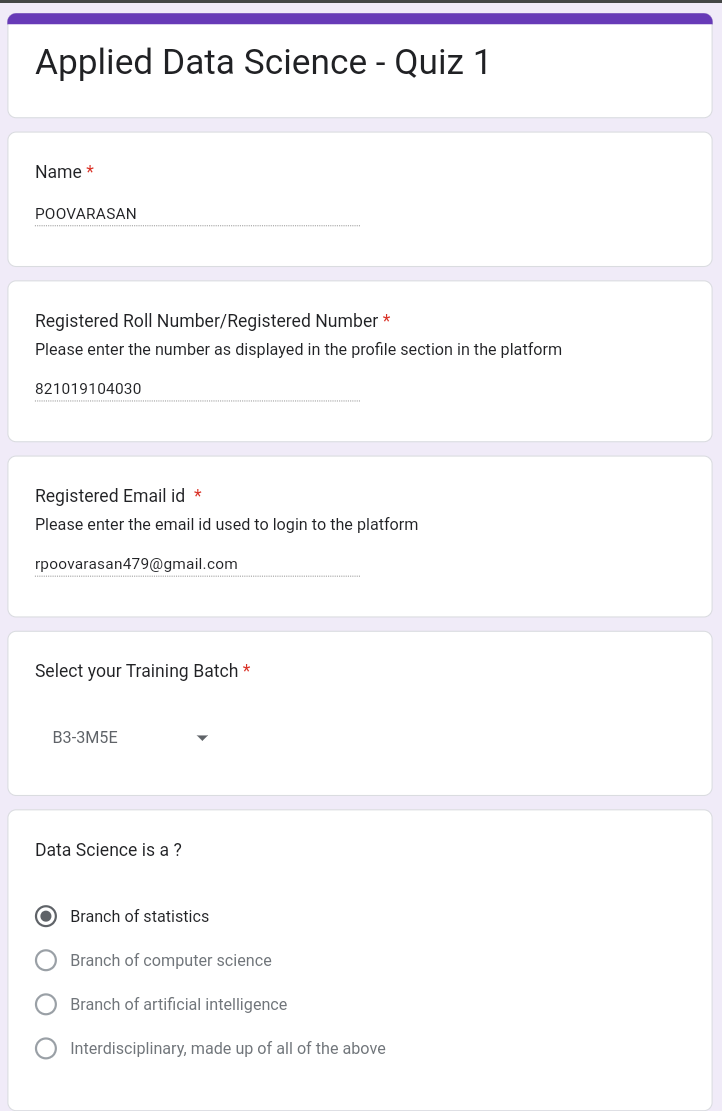 Applied Data Science - Quiz 1
Name *
POOVARASAN
Registered Roll Number/Registered Number *
Please enter the number as displayed in the profile section in the platform
821019104030
Registered Email id *
Please enter the email id used to login to the platform
rpoovarasan479@gmail.com
Select your Training Batch *
B3-3M5E
Data Science is a ?
Branch of statistics
Branch of computer science
Branch of artificial intelligence
Interdisciplinary, made up of all of the above